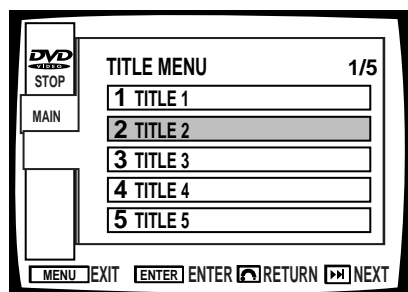 DVD
VIDEO
STOP
MAIN
TITLE MENU 1/5
1 TITLE 1
2 TITLE 2
3 TITLE 3
4 TITLE 4
5 TITLE 5
MENU EXIT ENTER ENTER RETURN NEXT